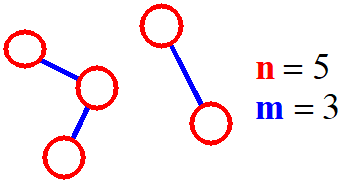 n = 5
m = 3